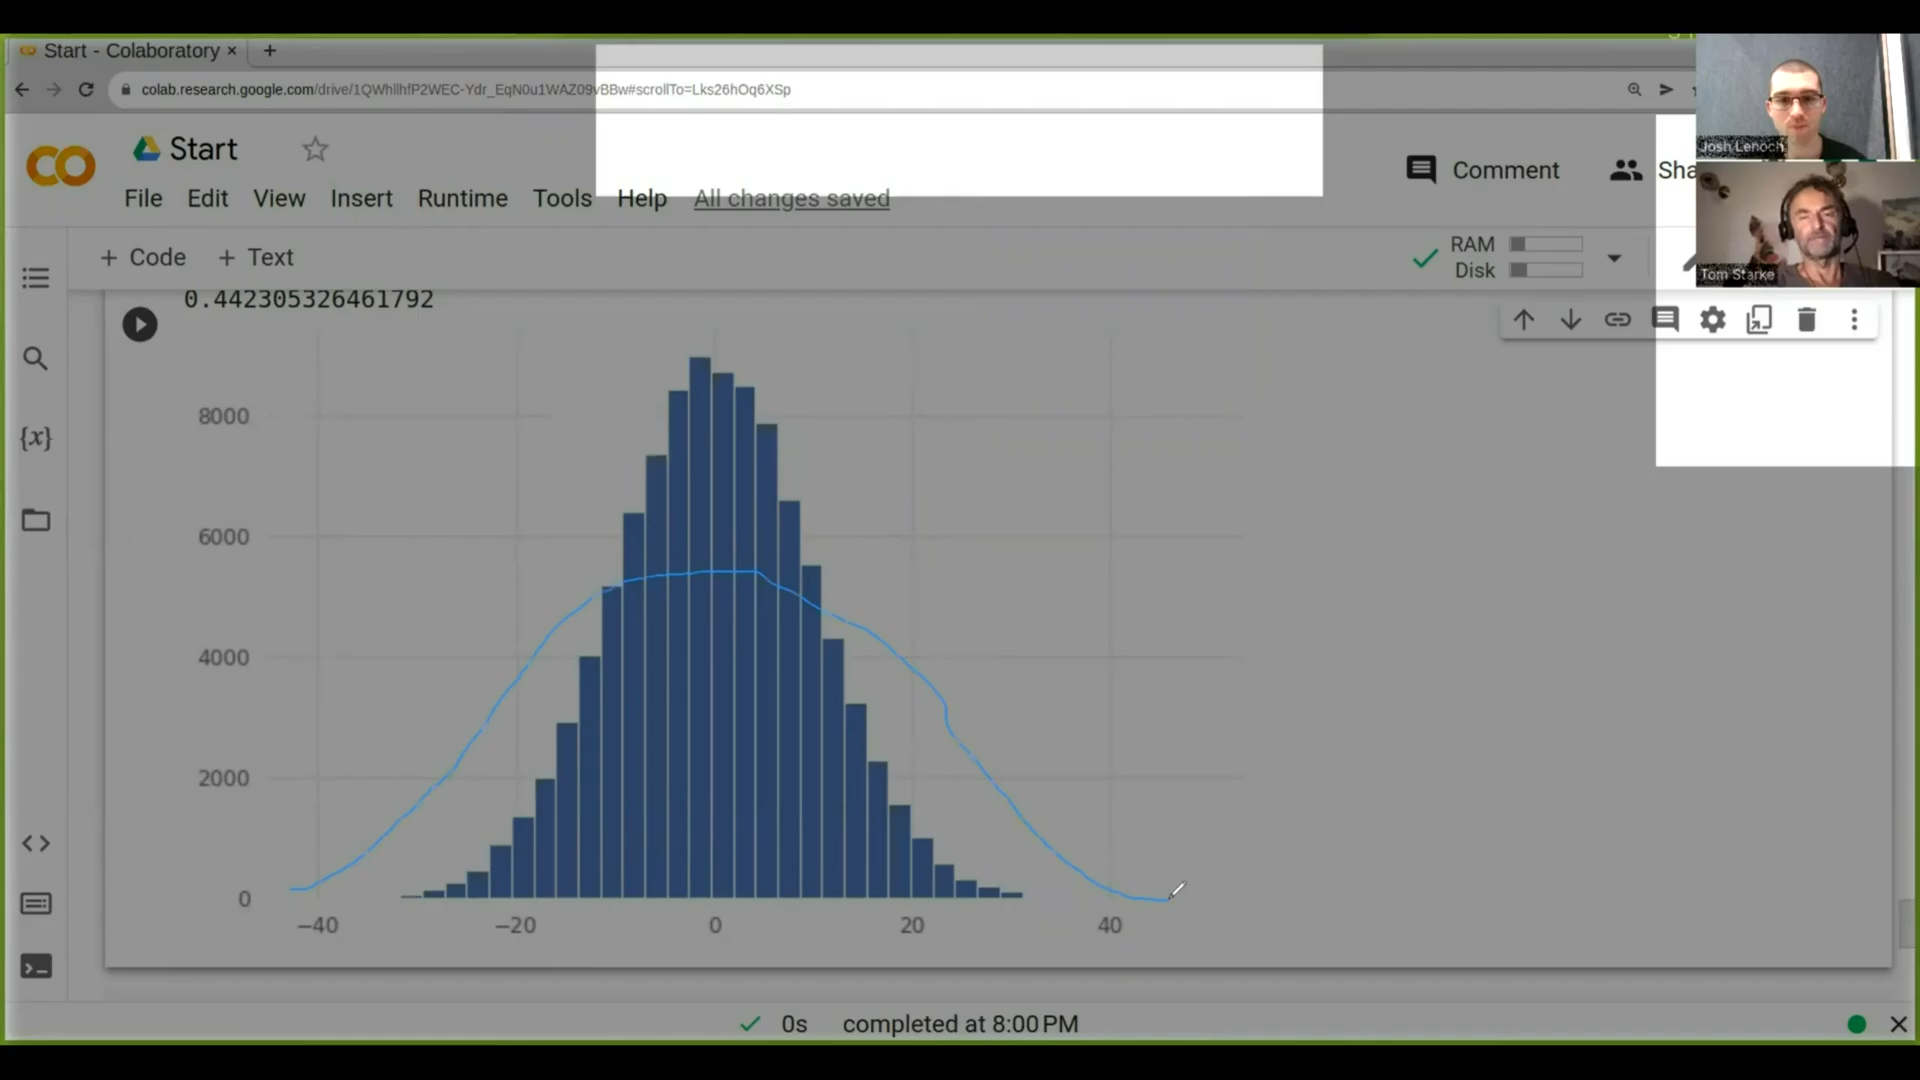 Start - Colaboratory × +
colab.research.google.com/drive/1QWhllhfP2WEC-Ydr_EqN0u1WAZ09vBBw#scrollTo=Lks26hOq6XSp
Start
Comment
Sha
File Edit View Insert Runtime Tools Help All changes saved
+ Code + Text
RAM
Disk
Josh Lenoch
Tom Starke
0.442305326461792
{x}
8000
6000
4000
2000
0
−40 −20 0 20 40
0s completed at 8:00 PM